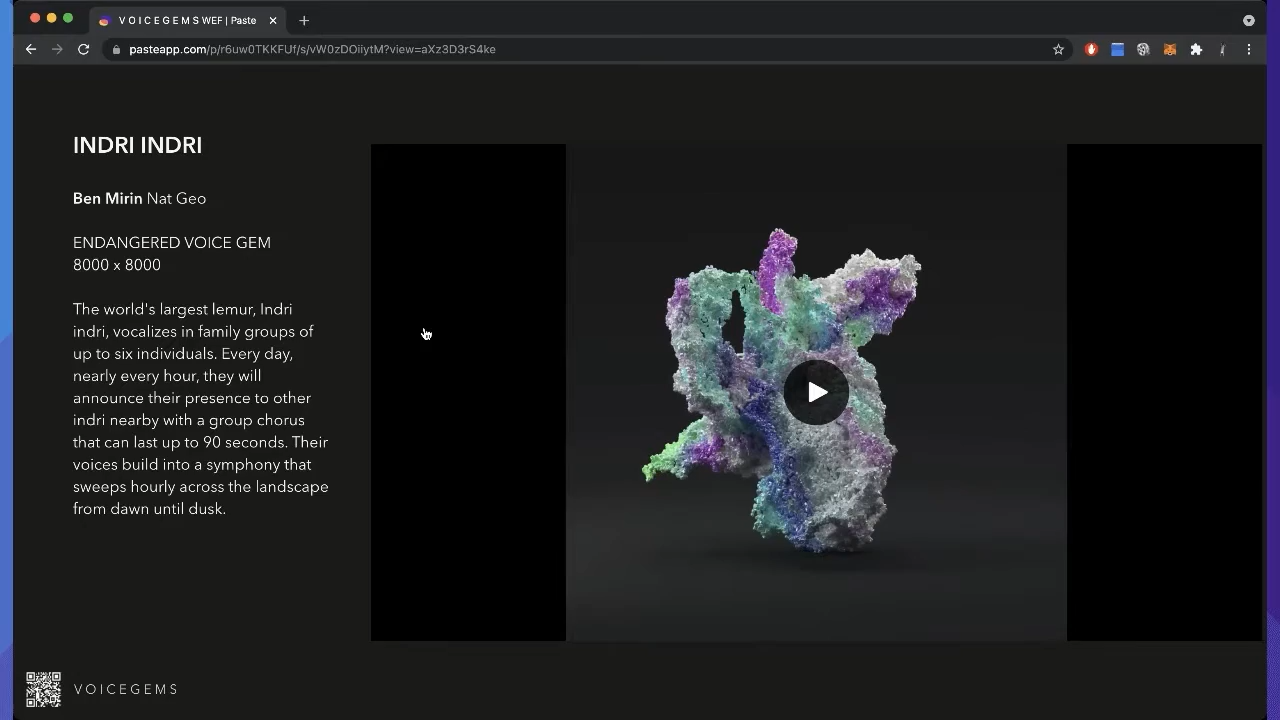 V O I C E G E M S WEF | Paste
pasteapp.com/p/r6uw0TKKFUf/s/vW0zDOiiytM?view=aXz3D3rS4ke
INDRI INDRI
Ben Mirin Nat Geo
ENDANGERED VOICE GEM
8000 x 8000
The world's largest lemur, Indri
indri, vocalizes in family groups of
up to six individuals. Every day,
nearly every hour, they will
announce their presence to other
indri nearby with a group chorus
that can last up to 90 seconds. Their
voices build into a symphony that
sweeps hourly across the landscape
from dawn until dusk.
V O I C E G E M S